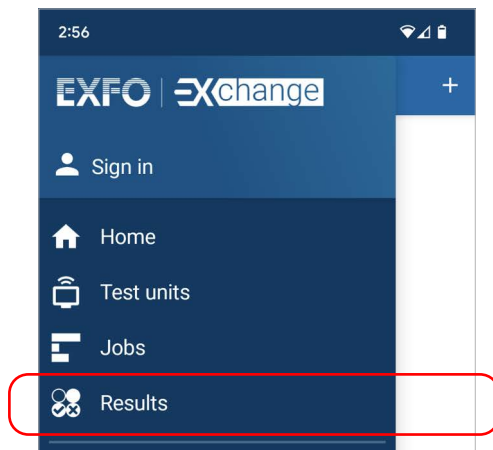 2:56
EXFO | EXchange
+
Sign in
Home
Test units
Jobs
Results